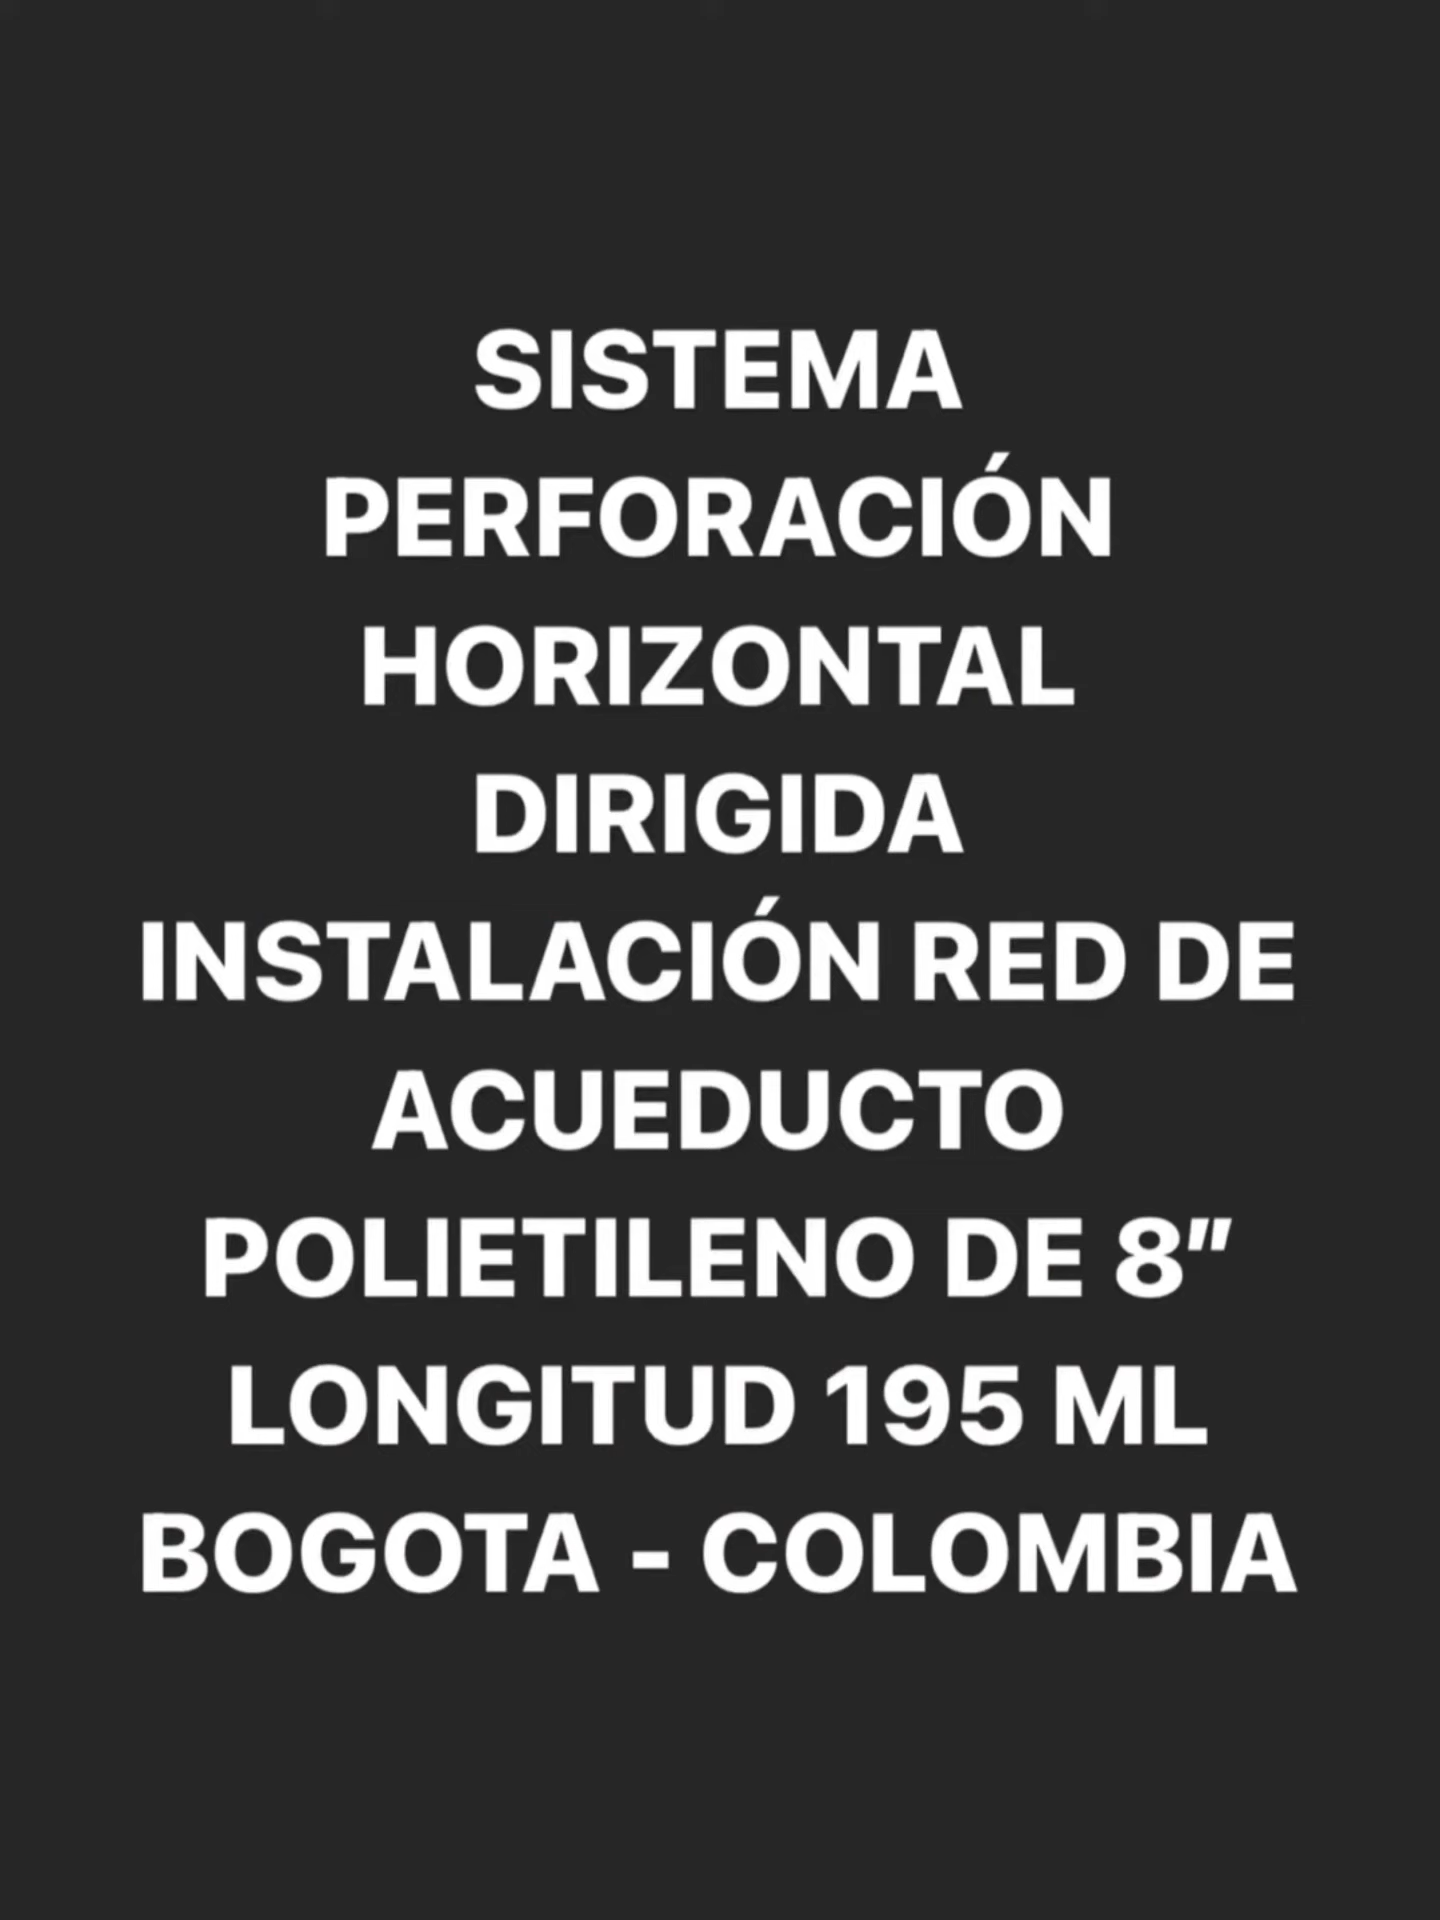 SISTEMA
PERFORACIÓN
HORIZONTAL
DIRIGIDA
INSTALACIÓN RED DE
ACUEDUCTO
POLIETILENO DE 8”
LONGITUD 195 ML
BOGOTA - COLOMBIA